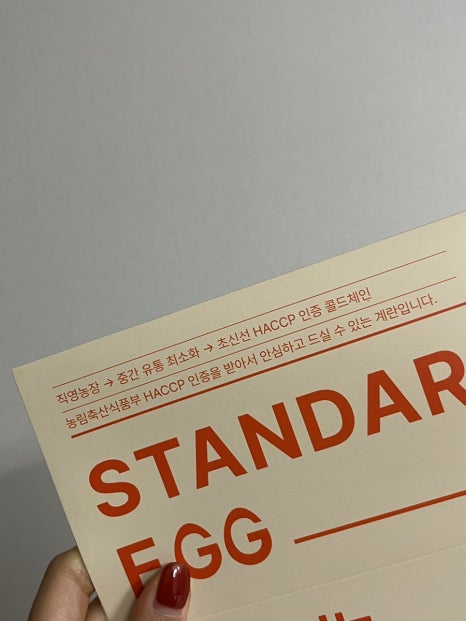 직영농장 → 중간 유통 최소화 → 초신선 HACCP 인증 콜드체인
농림축산식품부 HACCP 인증을 받아서 안심하고 드실 수 있는 계란입니다.
STANDAR
EGG